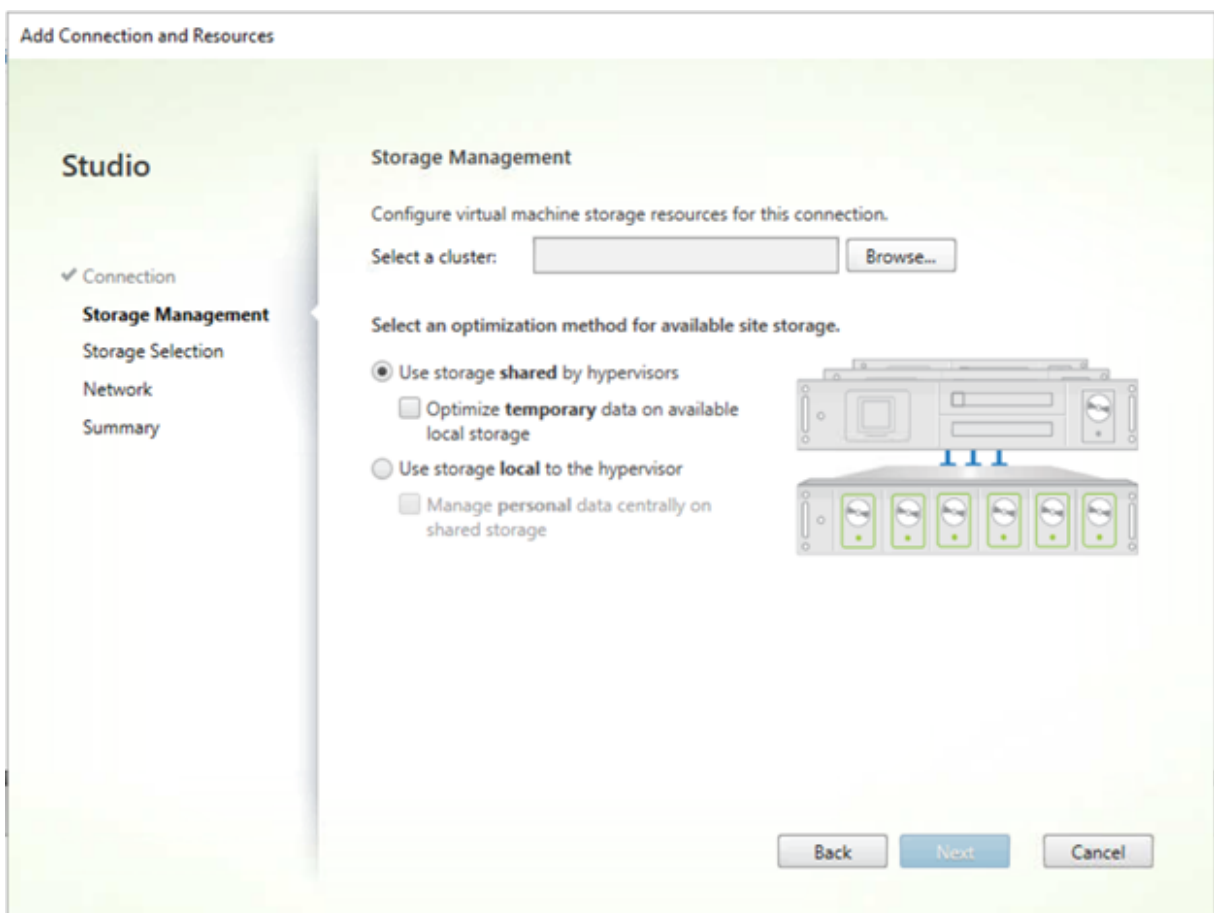 Add Connection and Resources
Studio
Connection
Storage Management
Storage Selection
Network
Summary
Storage Management
Configure virtual machine storage resources for this connection.
Select a cluster:
Browse...
Select an optimization method for available site storage.
Use storage shared by hypervisors
Optimize temporary data on available
local storage
Use storage local to the hypervisor
Manage personal data centrally on
shared storage
Back
Next
Cancel